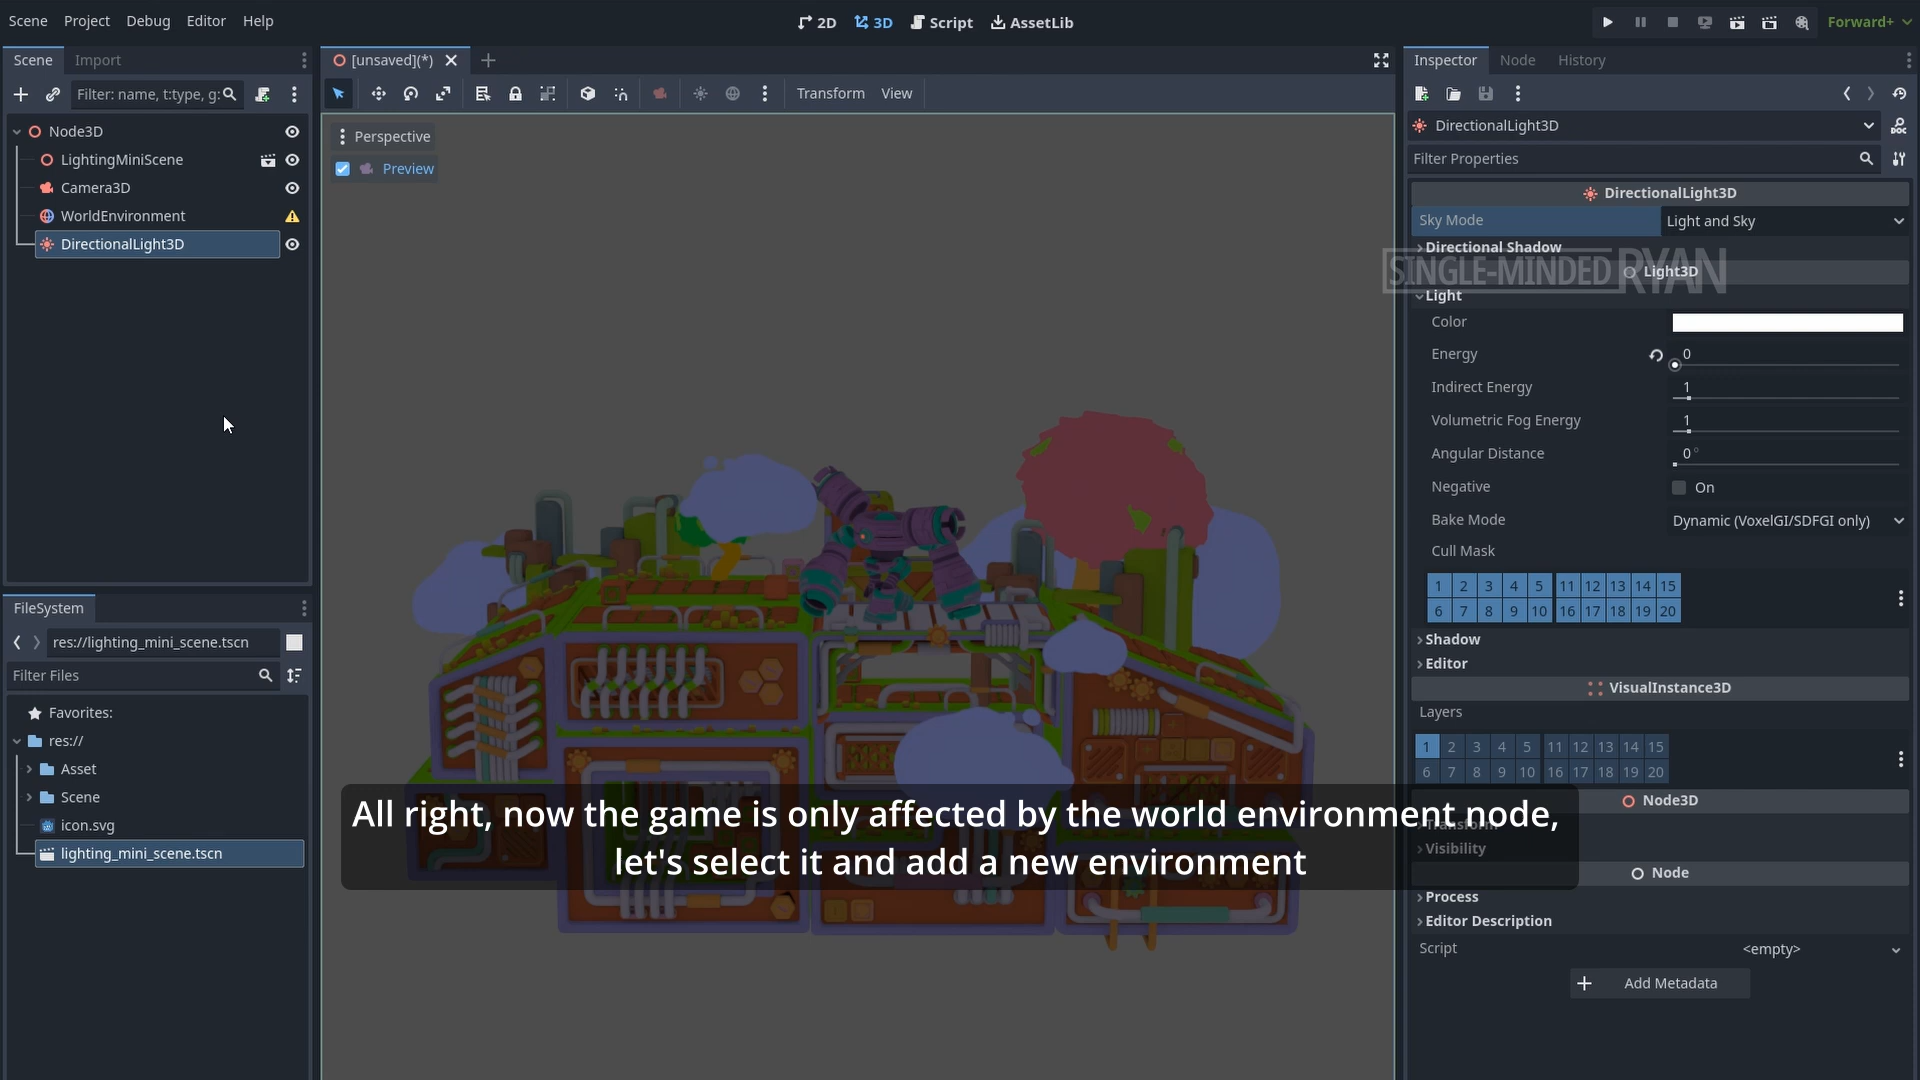 Scene Project Debug Editor Help
2D 3D Script AssetLib
Forward+
Scene Import
Filter: name, t:type, g:
Node3D
LightingMiniScene
Camera3D
WorldEnvironment
DirectionalLight3D
FileSystem
res://lighting_mini_scene.tscn
Filter Files
Favorites:
res://
Asset
Scene
icon.svg
lighting_mini_scene.tscn
[unsaved](*)
Transform View
Perspective
Preview
All right, now the game is only affected by the world environment node,
let's select it and add a new environment
Inspector Node History
DirectionalLight3D
DOC
Filter Properties
DirectionalLight3D
Sky Mode Light and Sky
Directional Shadow
SINGLE-MINDED RYAN
Light3D
Light
Color
Energy 0
Indirect Energy 1
Volumetric Fog Energy 1
Angular Distance 0 °
Negative On
Bake Mode Dynamic (VoxelGI/SDFGI only)
Cull Mask
1 2 3 4 5 11 12 13 14 15
6 7 8 9 10 16 17 18 19 20
Shadow
Editor
VisualInstance3D
Layers
1 2 3 4 5 11 12 13 14 15
6 7 8 9 10 16 17 18 19 20
Node3D
Transform
Visibility
Node
Process
Editor Description
Script <empty>
Add Metadata